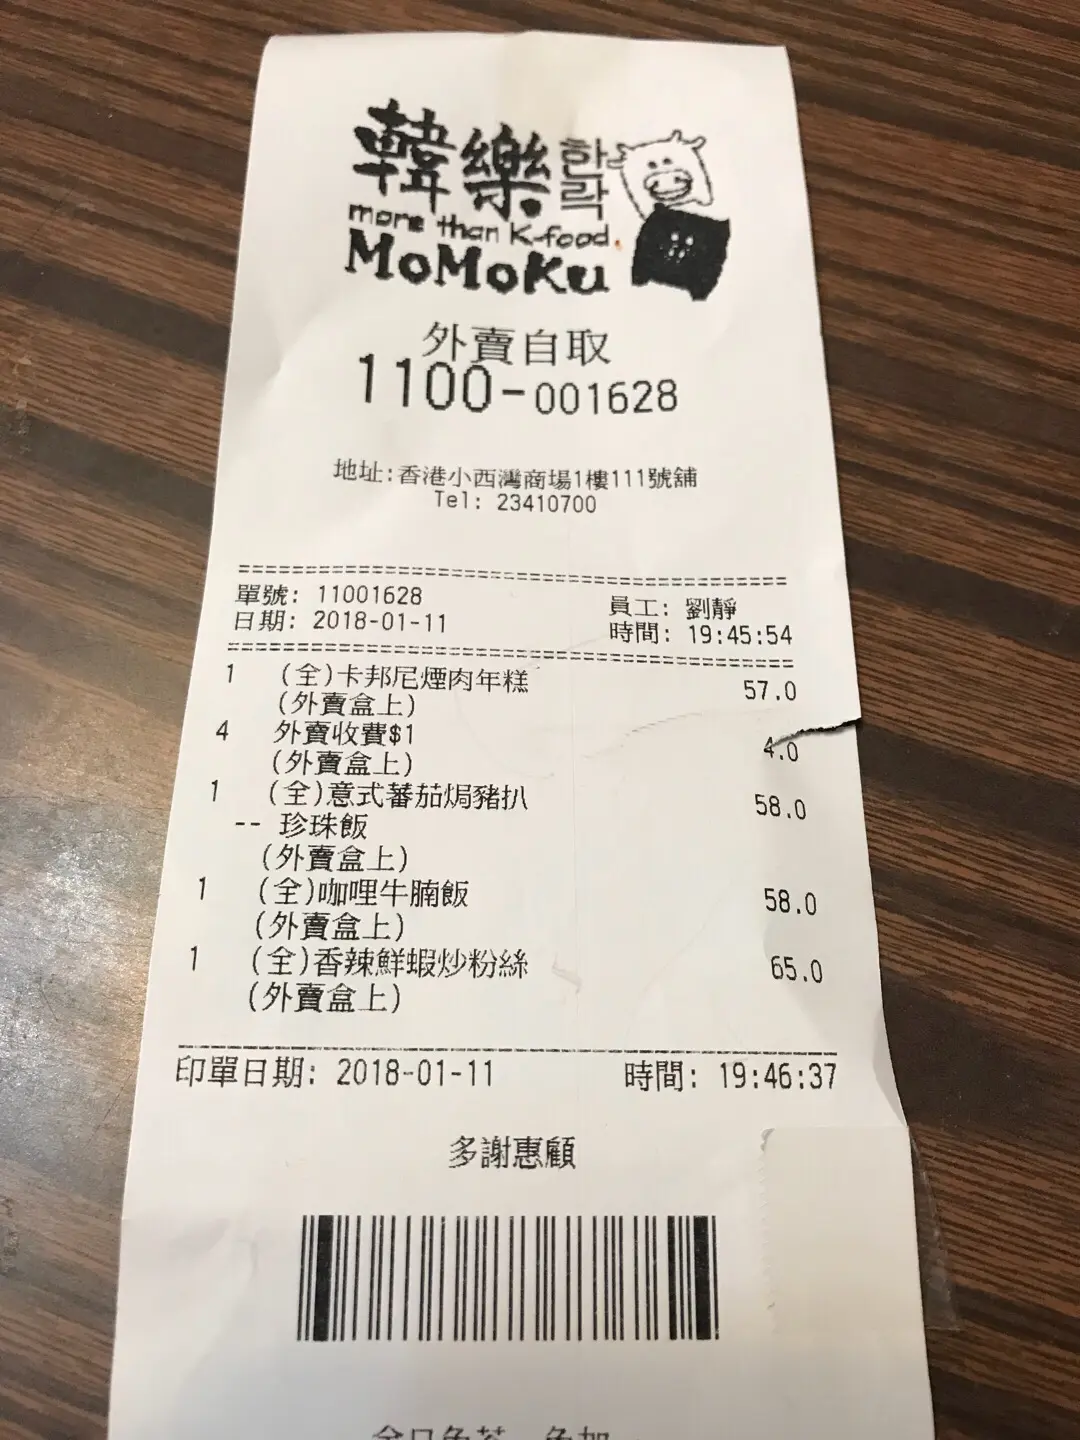 韓樂 한락
more than K-food.
MoMoKu
外賣自取
1100-001628
地址:香港小西灣商場1樓111號舖
Tel: 23410700
單號: 11001628 員工: 劉靜
日期: 2018-01-11 時間: 19:45:54
1 (全)卡邦尼煙肉年糕 57.0
(外賣盒上)
4 外賣收費$1 4.0
(外賣盒上)
1 (全)意式蕃茄焗豬扒 58.0
-- 珍珠飯
(外賣盒上)
1 (全)咖哩牛腩飯 58.0
(外賣盒上)
1 (全)香辣鮮蝦炒粉絲 65.0
(外賣盒上)
印單日期: 2018-01-11 時間: 19:46:37
多謝惠顧